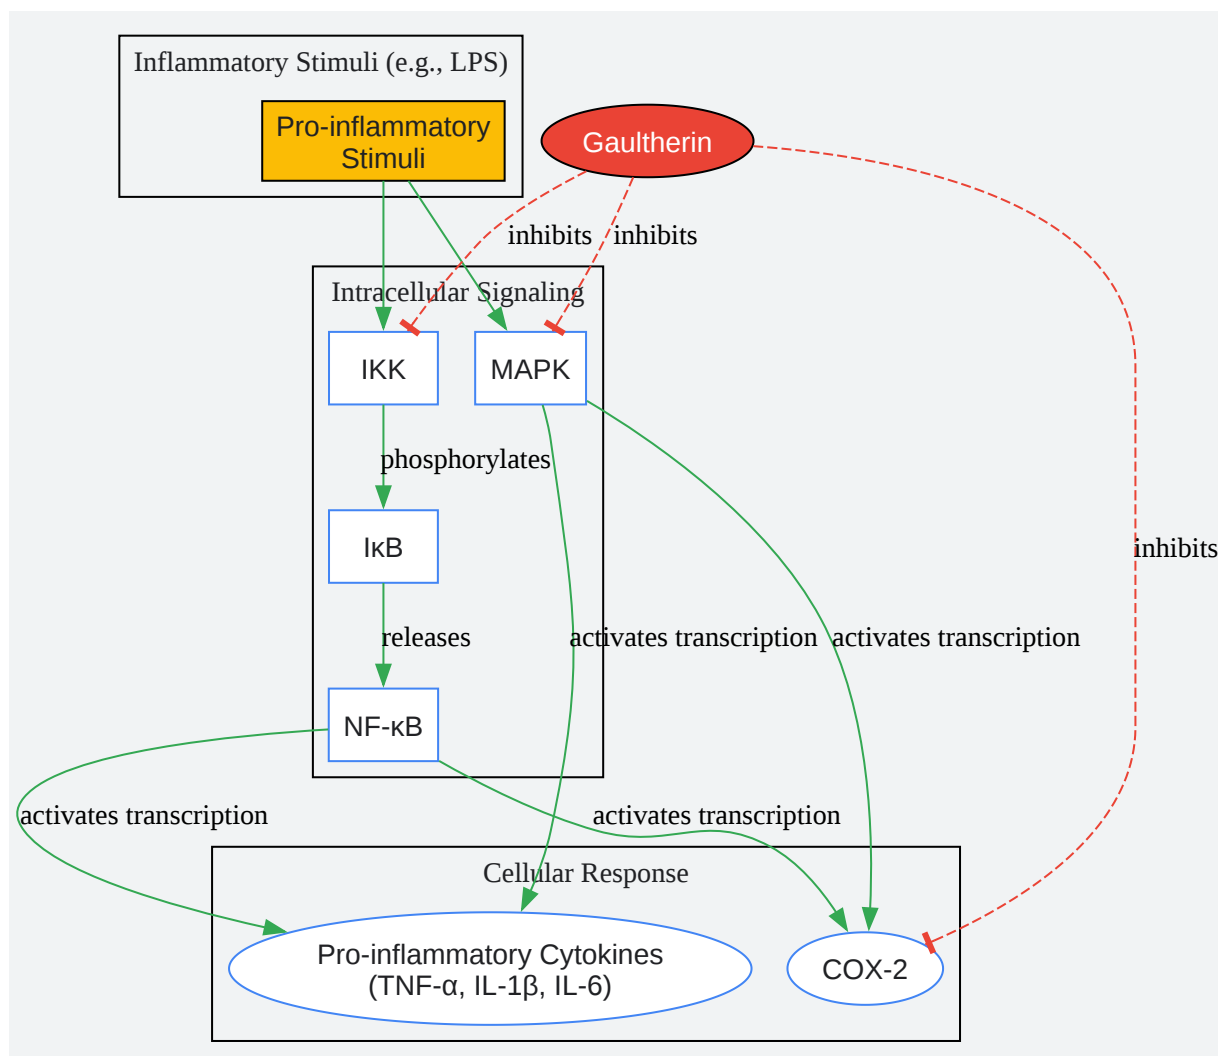 Inflammatory Stimuli (e.g., LPS)
Pro-inflammatory
Stimuli
Gaultherin
inhibits
inhibits
Intracellular Signaling
IKK
MAPK
phosphorylates
IκB
inhibits
releases
activates transcription
activates transcription
NF-κB
activates transcription
activates transcription
Cellular Response
Pro-inflammatory Cytokines
(TNF-α, IL-1β, IL-6)
COX-2